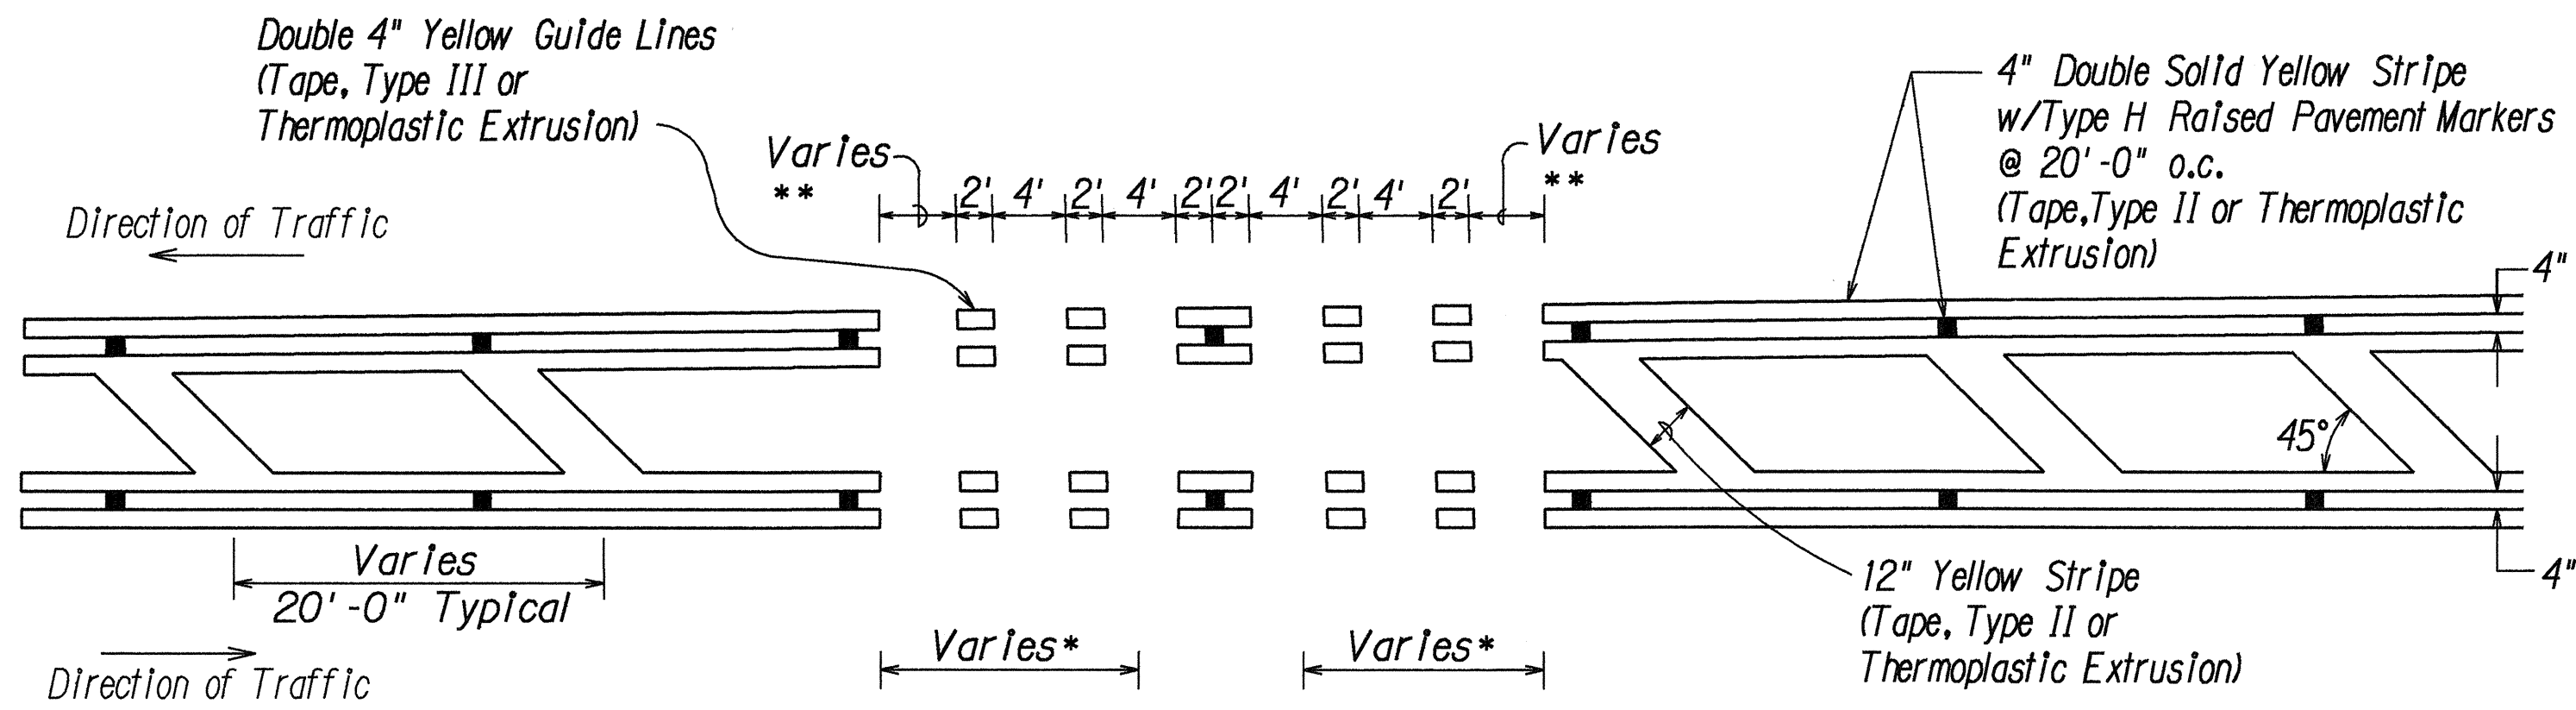 Double 4" Yellow Guide Lines
(Tape, Type III or
Thermoplastic Extrusion)
4" Double Solid Yellow Stripe
w/Type H Raised Pavement Markers
@ 20'-0" o.c.
(Tape,Type II or Thermoplastic
Extrusion)
Varies
**
2' 4' 2' 4' 2' 2' 4' 2' 4' 2'
Varies
**
Direction of Traffic
4"
45°
Varies
20'-0" Typical
12" Yellow Stripe
(Tape, Type II or
Thermoplastic Extrusion)
4"
Varies*
Varies*
Direction of Traffic